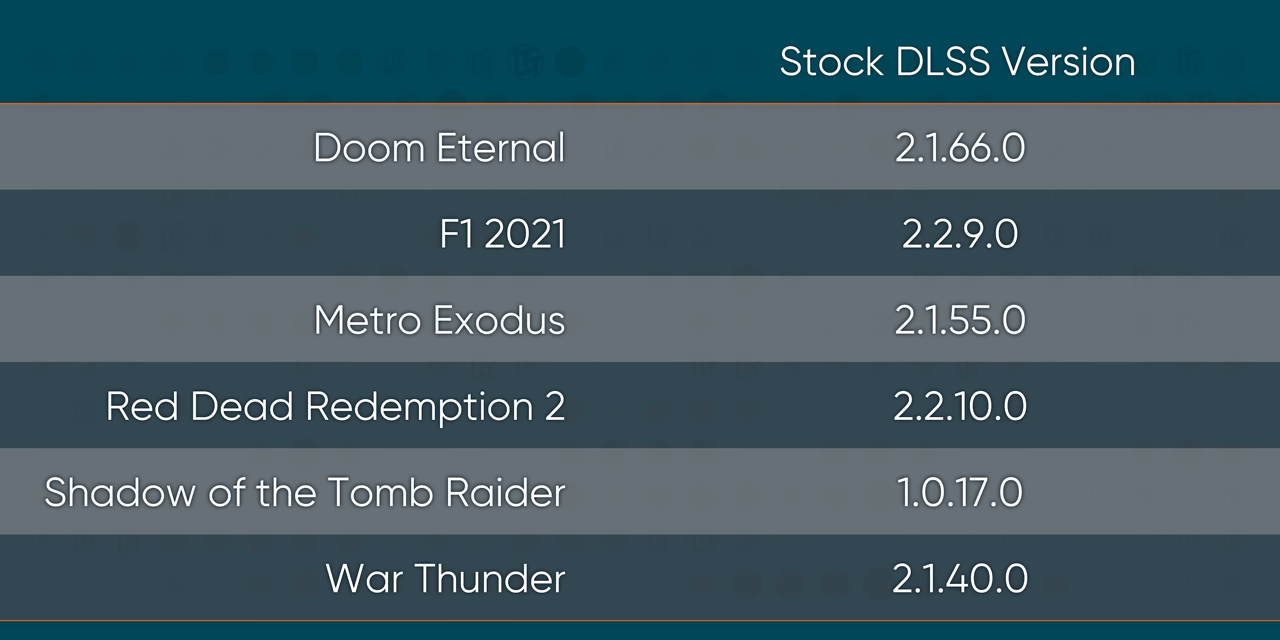 Stock DLSS Version
Doom Eternal 2.1.66.0
F1 2021 2.2.9.0
Metro Exodus 2.1.55.0
Red Dead Redemption 2 2.2.10.0
Shadow of the Tomb Raider 1.0.17.0
War Thunder 2.1.40.0